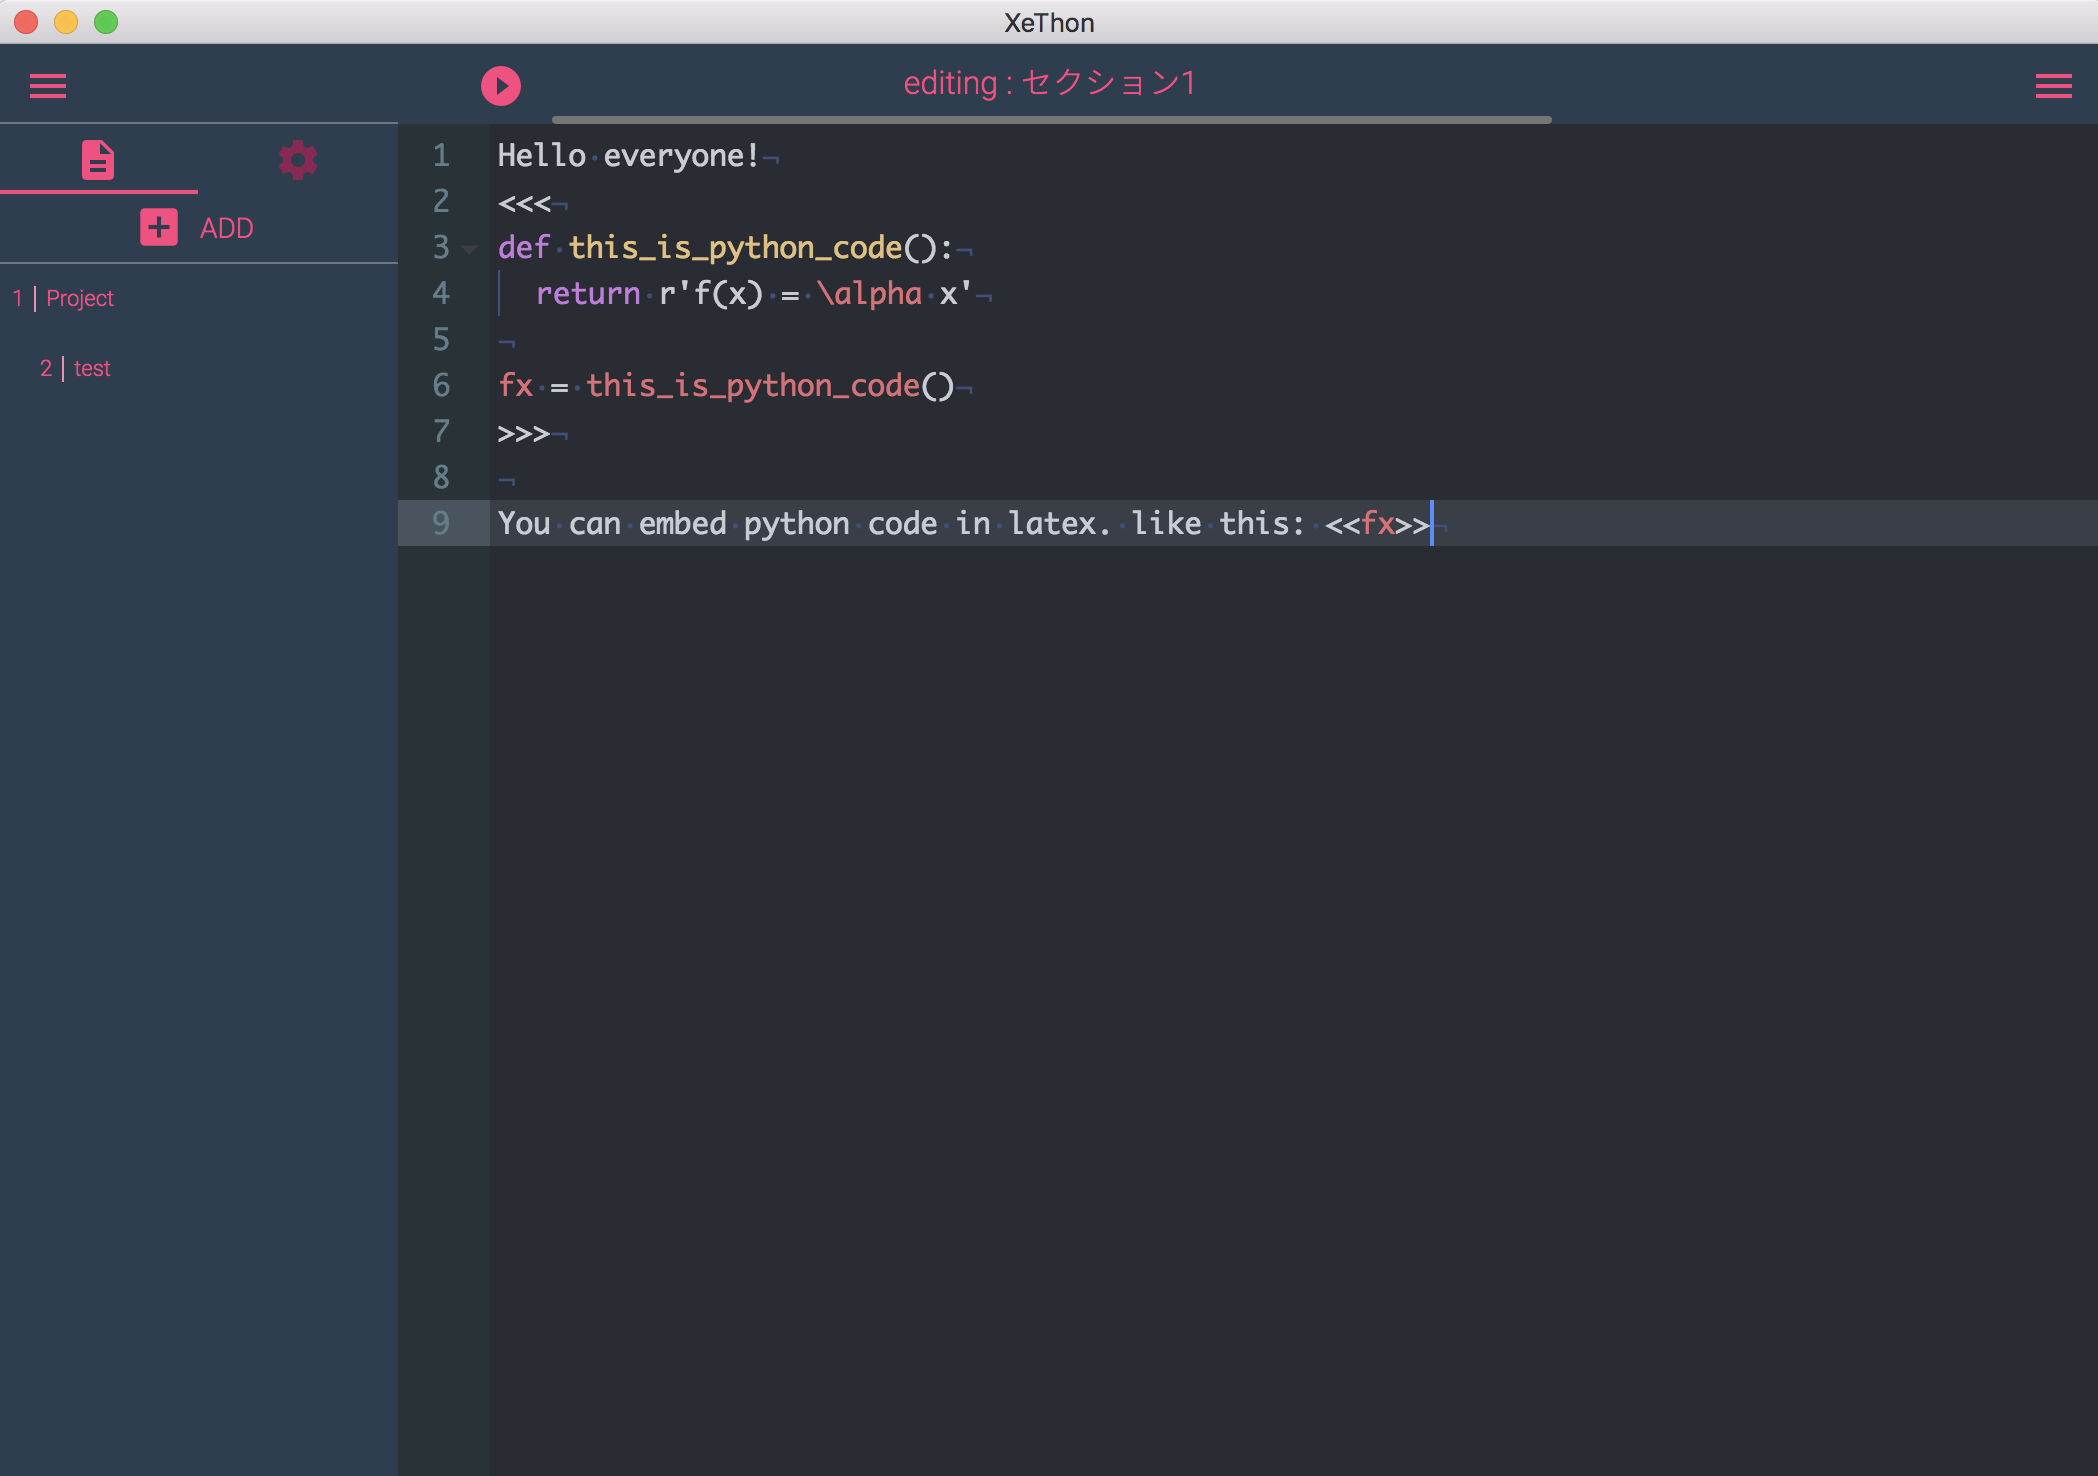 XeThon
editing : セクション1
ADD
1 | Project
2 | test
1 Hello everyone!
2 <<<
3 def this_is_python_code():
4 return r'f(x) = \alpha x'
5
6 fx = this_is_python_code()
7 >>>
8
9 You can embed python code in latex. like this: <<fx>>